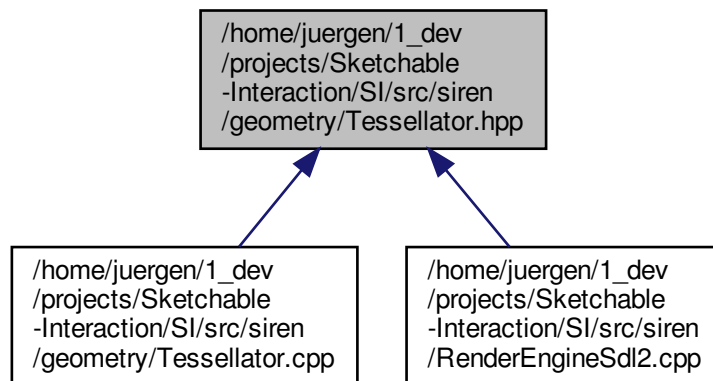 /home/juergen/1_dev
/projects/Sketchable
-Interaction/SI/src/siren
/geometry/Tessellator.hpp
/home/juergen/1_dev
/projects/Sketchable
-Interaction/SI/src/siren
/geometry/Tessellator.cpp
/home/juergen/1_dev
/projects/Sketchable
-Interaction/SI/src/siren
/RenderEngineSdl2.cpp